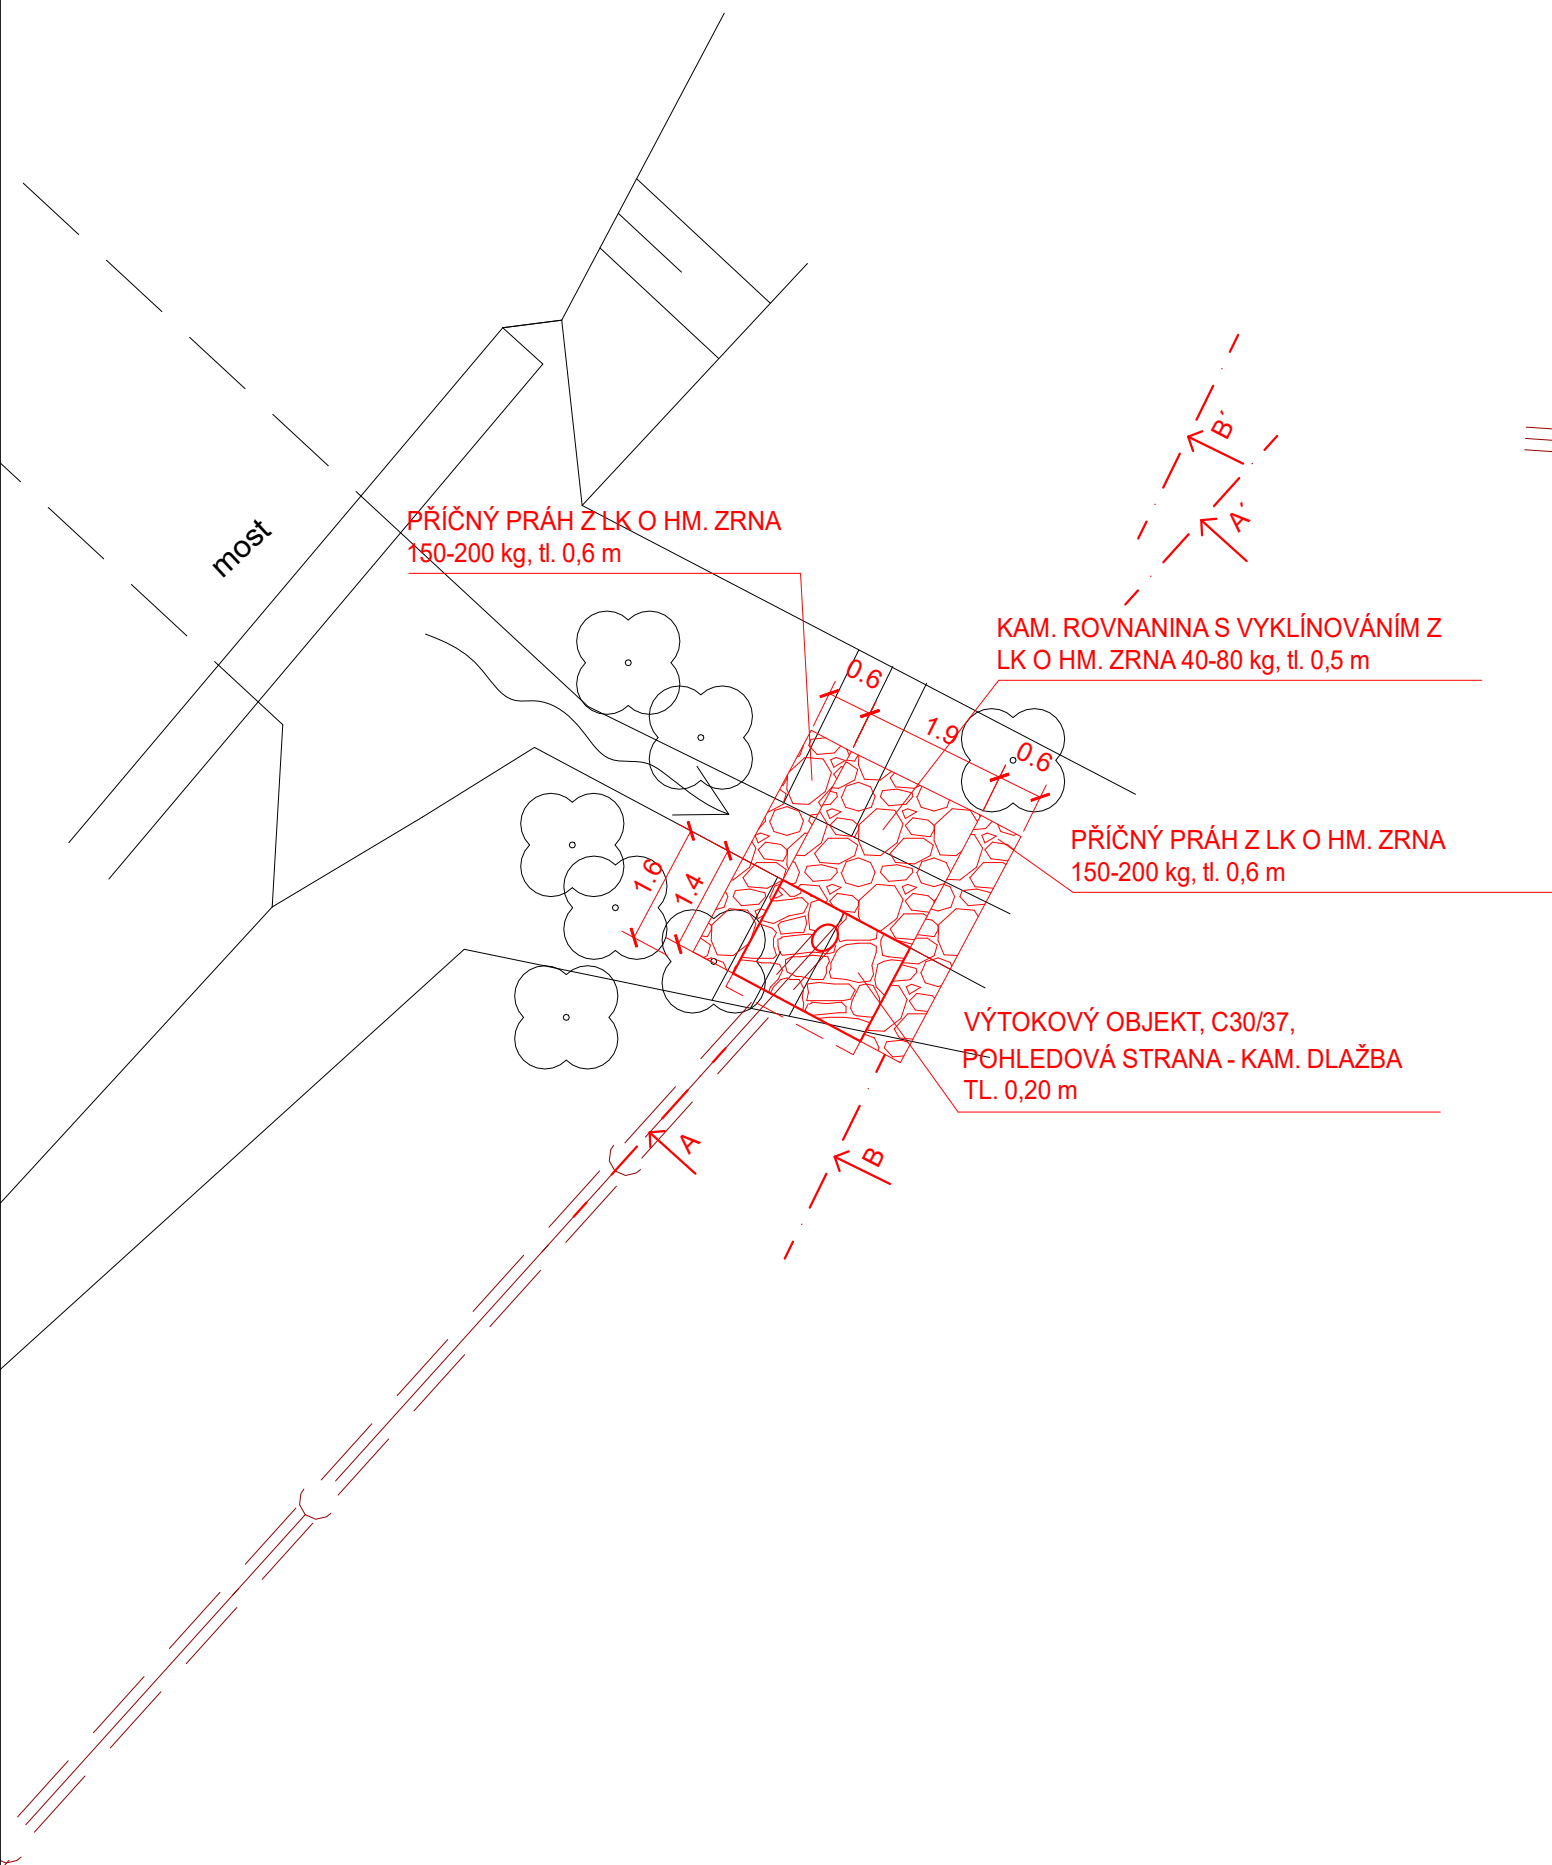 B´
A´
most
PŘÍČNÝ PRÁH Z LK O HM. ZRNA
150-200 kg, tl. 0,6 m
KAM. ROVNANINA S VYKLÍNOVÁNÍM Z
LK O HM. ZRNA 40-80 kg, tl. 0,5 m
0.6
1.9
0.6
PŘÍČNÝ PRÁH Z LK O HM. ZRNA
150-200 kg, tl. 0,6 m
1.6
1.4
VÝTOKOVÝ OBJEKT, C30/37,
POHLEDOVÁ STRANA - KAM. DLAŽBA
TL. 0,20 m
A
B